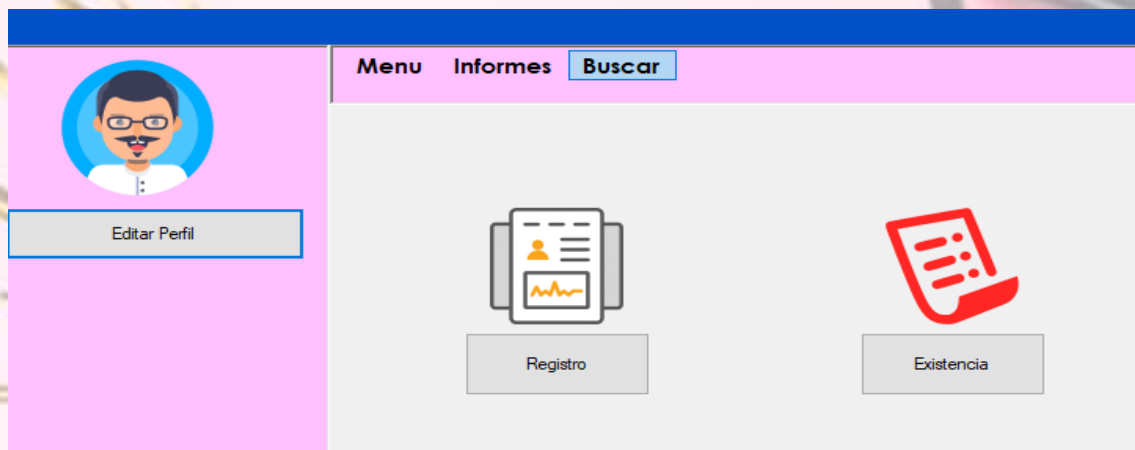 Menu Informes Buscar
Editar Perfil
Registro
Existencia